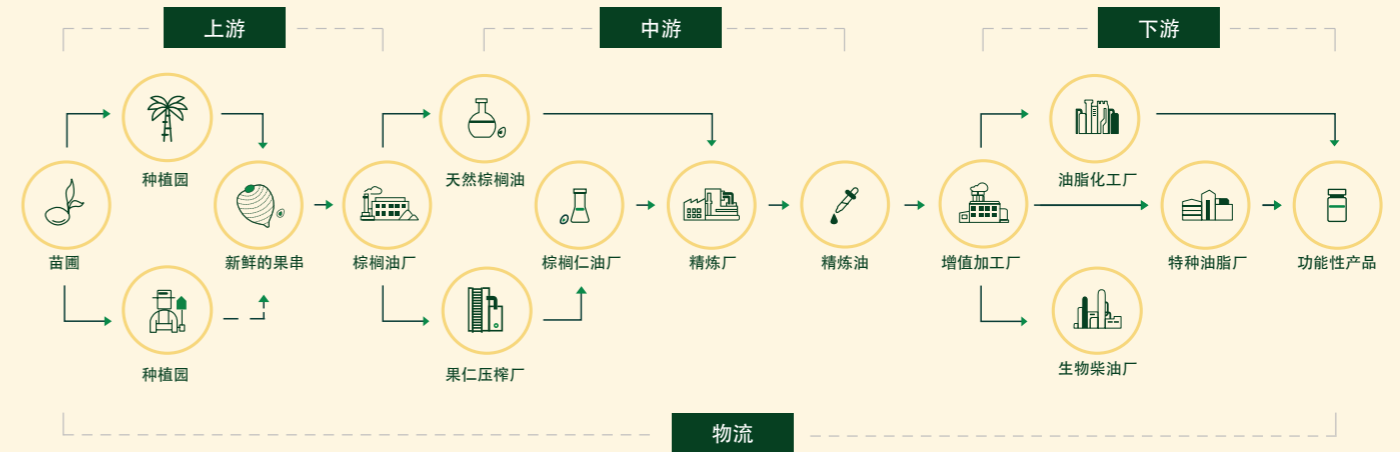 上游
中游
下游
种植园
天然棕榈油
油脂化工厂
苗圃
新鲜的果串
棕榈油厂
棕榈仁油厂
精炼厂
精炼油
增值加工厂
特种油脂厂
功能性产品
种植园
果仁压榨厂
生物柴油厂
物流